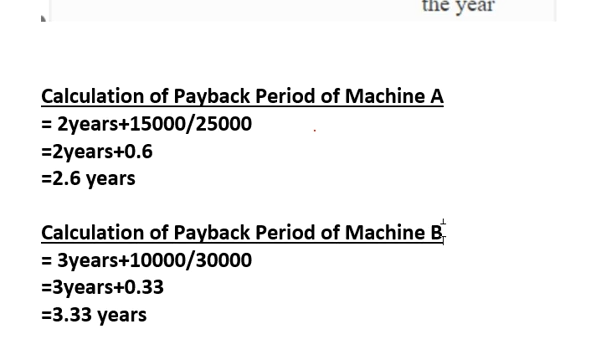 the year
Calculation of Payback Period of Machine A
= 2years+15000/25000
=2years+0.6
=2.6 years
Calculation of Payback Period of Machine B
= 3years+10000/30000
=3years+0.33
=3.33 years